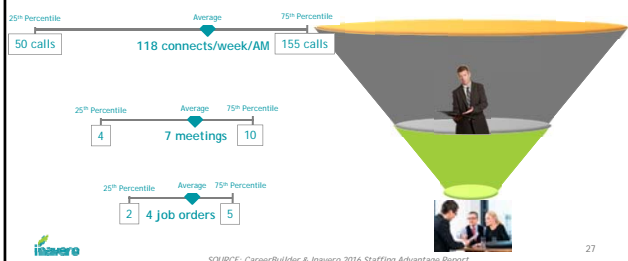 25th Percentile Average 75th Percentile
50 calls 118 connects/week/AM 155 calls
25th Percentile Average 75th Percentile
4 7 meetings 10
25th Percentile Average 75th Percentile
2 4 job orders 5
inavero
27
SOURCE: CareerBuilder & Inavero 2016 Staffing Advantage Report